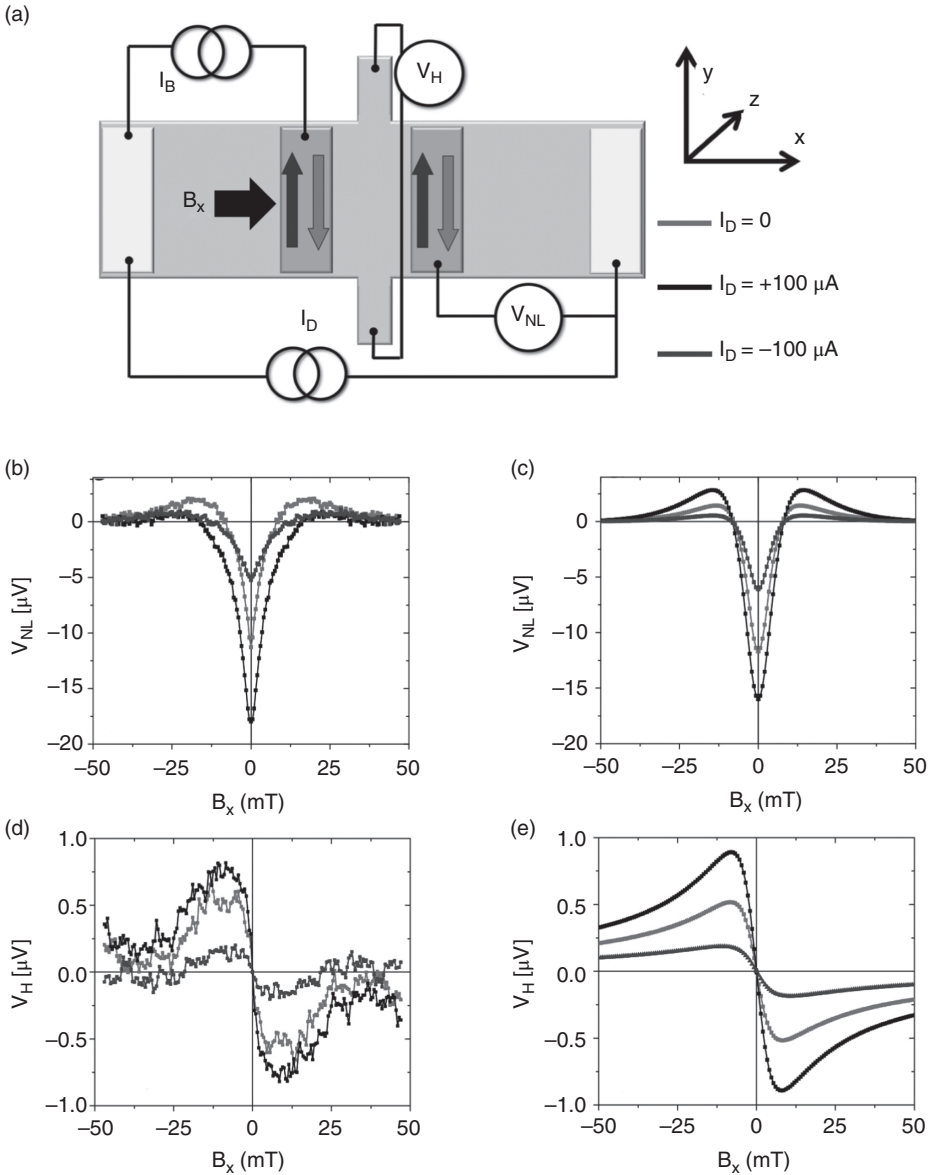 (a)
I_B
V_H
B_x
I_D
V_NL
y
z
x
I_D = 0
I_D = +100 μA
I_D = −100 μA
(b)
0
−5
−10
−15
−20
V_NL [μV]
−50
−25
0
25
50
B_x (mT)
(c)
0
−5
−10
−15
−20
V_NL [μV]
−50
−25
0
25
50
B_x (mT)
(d)
1.0
0.5
0.0
−0.5
−1.0
V_H [μV]
−50
−25
0
25
50
B_x (mT)
(e)
1.0
0.5
0.0
−0.5
−1.0
V_H [μV]
−50
−25
0
25
50
B_x (mT)